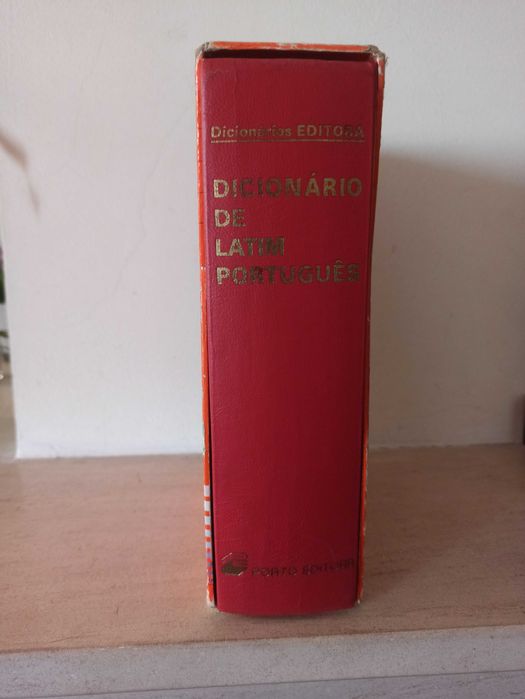 Dicionários EDITORA
DICIONÁRIO
DE
LATIM
PORTUGUÊS
PORTO EDITORA